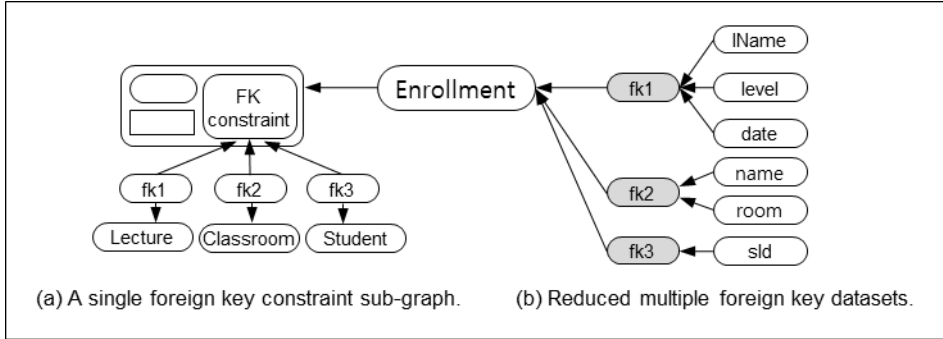 lName
level
date
name
room
sld
fk1
fk2
fk3
Enrollment
FK
constraint
fk1
fk2
fk3
Lecture
Classroom
Student
(a) A single foreign key constraint sub-graph.
(b) Reduced multiple foreign key datasets.